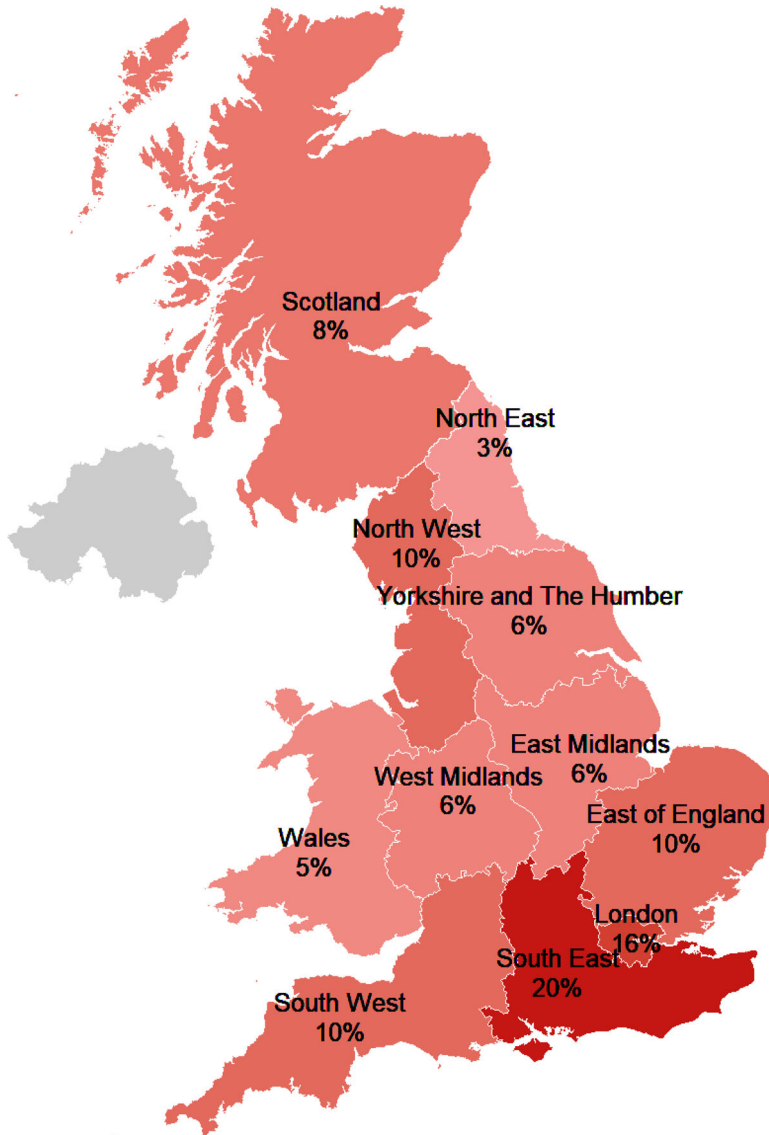 Scotland
8%
North East
3%
North West
10%
Yorkshire and The Humber
6%
East Midlands
6%
West Midlands
6%
East of England
10%
Wales
5%
London
16%
South East
20%
South West
10%